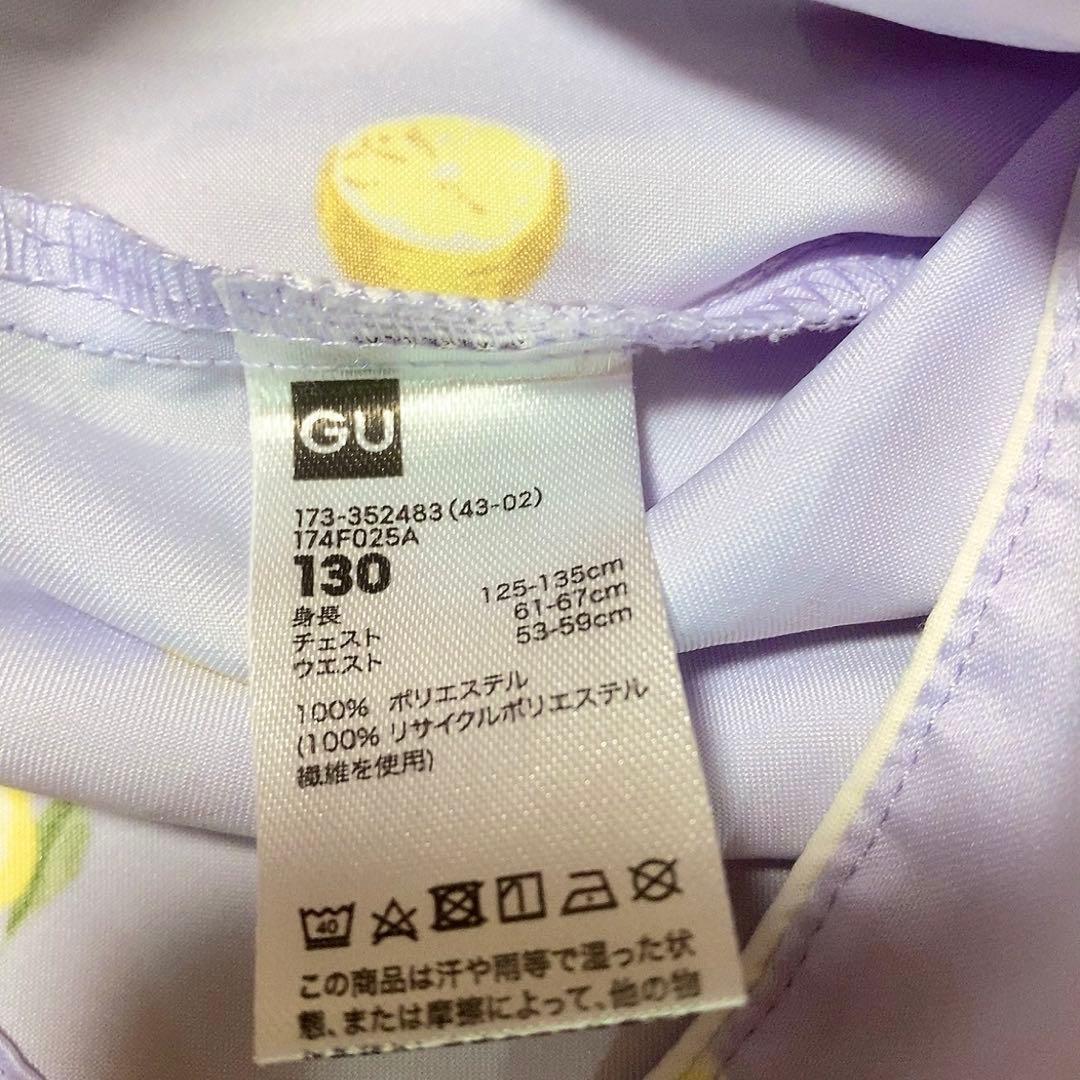 GU
173-352483(43-02)
174F025A
130
身長 125-135cm
チェスト 61-67cm
ウエスト 53-59cm
100% ポリエステル
(100% リサイクルポリエステル
繊維を使用)
40
この商品は汗や雨等で湿った状
態、または摩擦によって、他の物